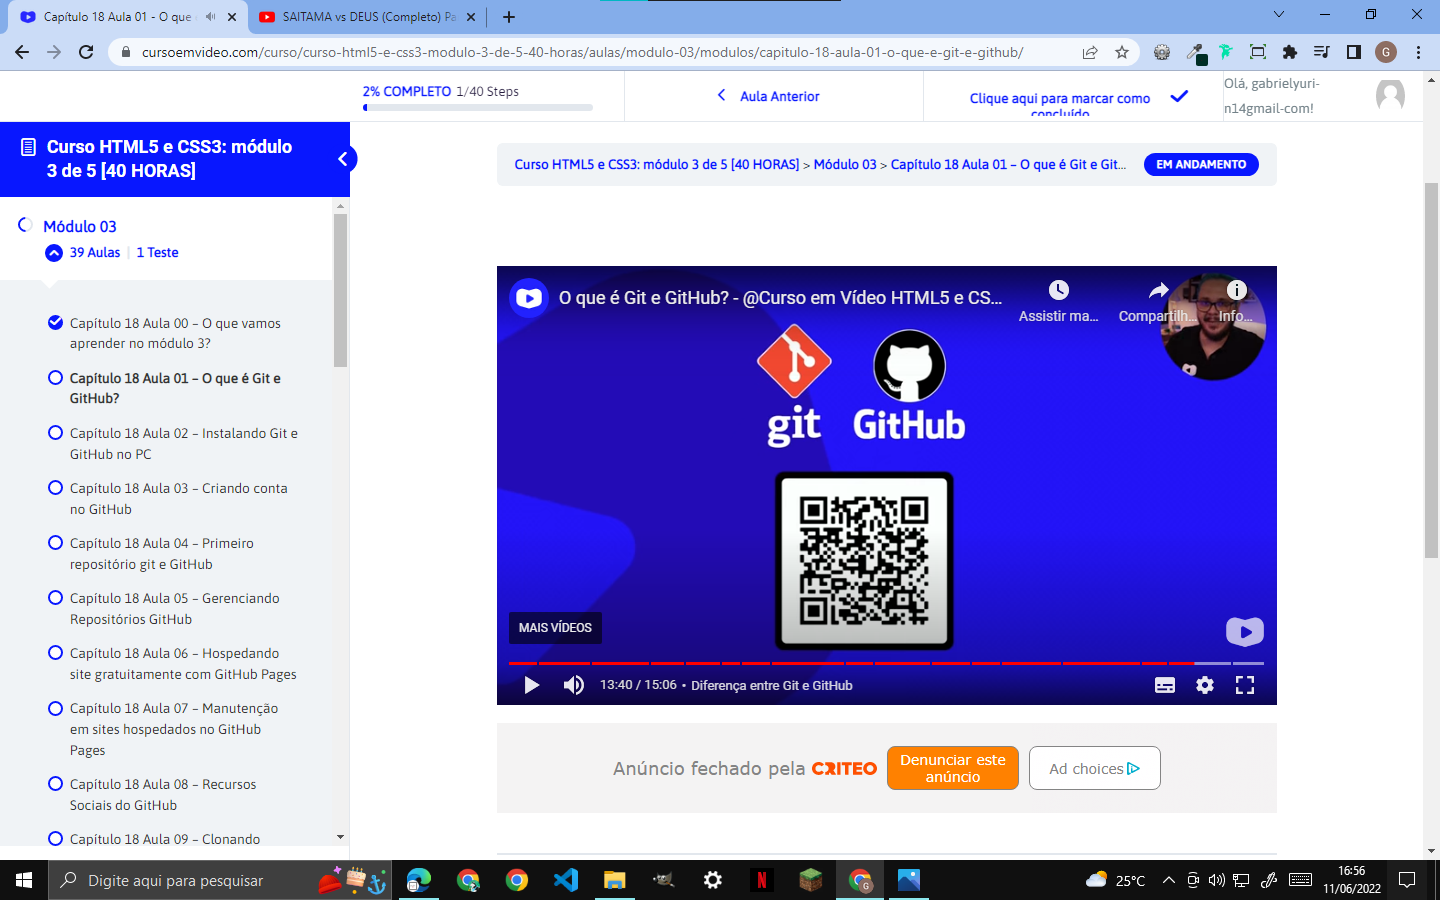 Capítulo 18 Aula 01 - O que
SAITAMA vs DEUS (Completo) Pa
cursoemvideo.com/curso/curso-html5-e-css3-modulo-3-de-5-40-horas/aulas/modulo-03/modulos/capitulo-18-aula-01-o-que-e-git-e-github/
G
2% COMPLETO 1/40 Steps
Aula Anterior
Clique aqui para marcar como
concluído
Olá, gabrielyuri-
n14gmail-com!
Curso HTML5 e CSS3: módulo
3 de 5 [40 HORAS]
Curso HTML5 e CSS3: módulo 3 de 5 [40 HORAS] > Módulo 03 > Capítulo 18 Aula 01 – O que é Git e Git...
EM ANDAMENTO
Módulo 03
39 Aulas | 1 Teste
Capítulo 18 Aula 00 – O que vamos
aprender no módulo 3?
Capítulo 18 Aula 01 – O que é Git e
GitHub?
Capítulo 18 Aula 02 – Instalando Git e
GitHub no PC
Capítulo 18 Aula 03 – Criando conta
no GitHub
Capítulo 18 Aula 04 – Primeiro
repositório git e GitHub
Capítulo 18 Aula 05 – Gerenciando
Repositórios GitHub
Capítulo 18 Aula 06 – Hospedando
site gratuitamente com GitHub Pages
Capítulo 18 Aula 07 – Manutenção
em sites hospedados no GitHub
Pages
Capítulo 18 Aula 08 – Recursos
Sociais do GitHub
Capítulo 18 Aula 09 – Clonando
O que é Git e GitHub? - @Curso em Vídeo HTML5 e CS...
Assistir ma...
Compartilh...
Info...
git
GitHub
MAIS VÍDEOS
13:40 / 15:06 • Diferença entre Git e GitHub
Anúncio fechado pela CRITEO
Denunciar este
anúncio
Ad choices
Digite aqui para pesquisar
G
N
G
25°C
16:56
11/06/2022